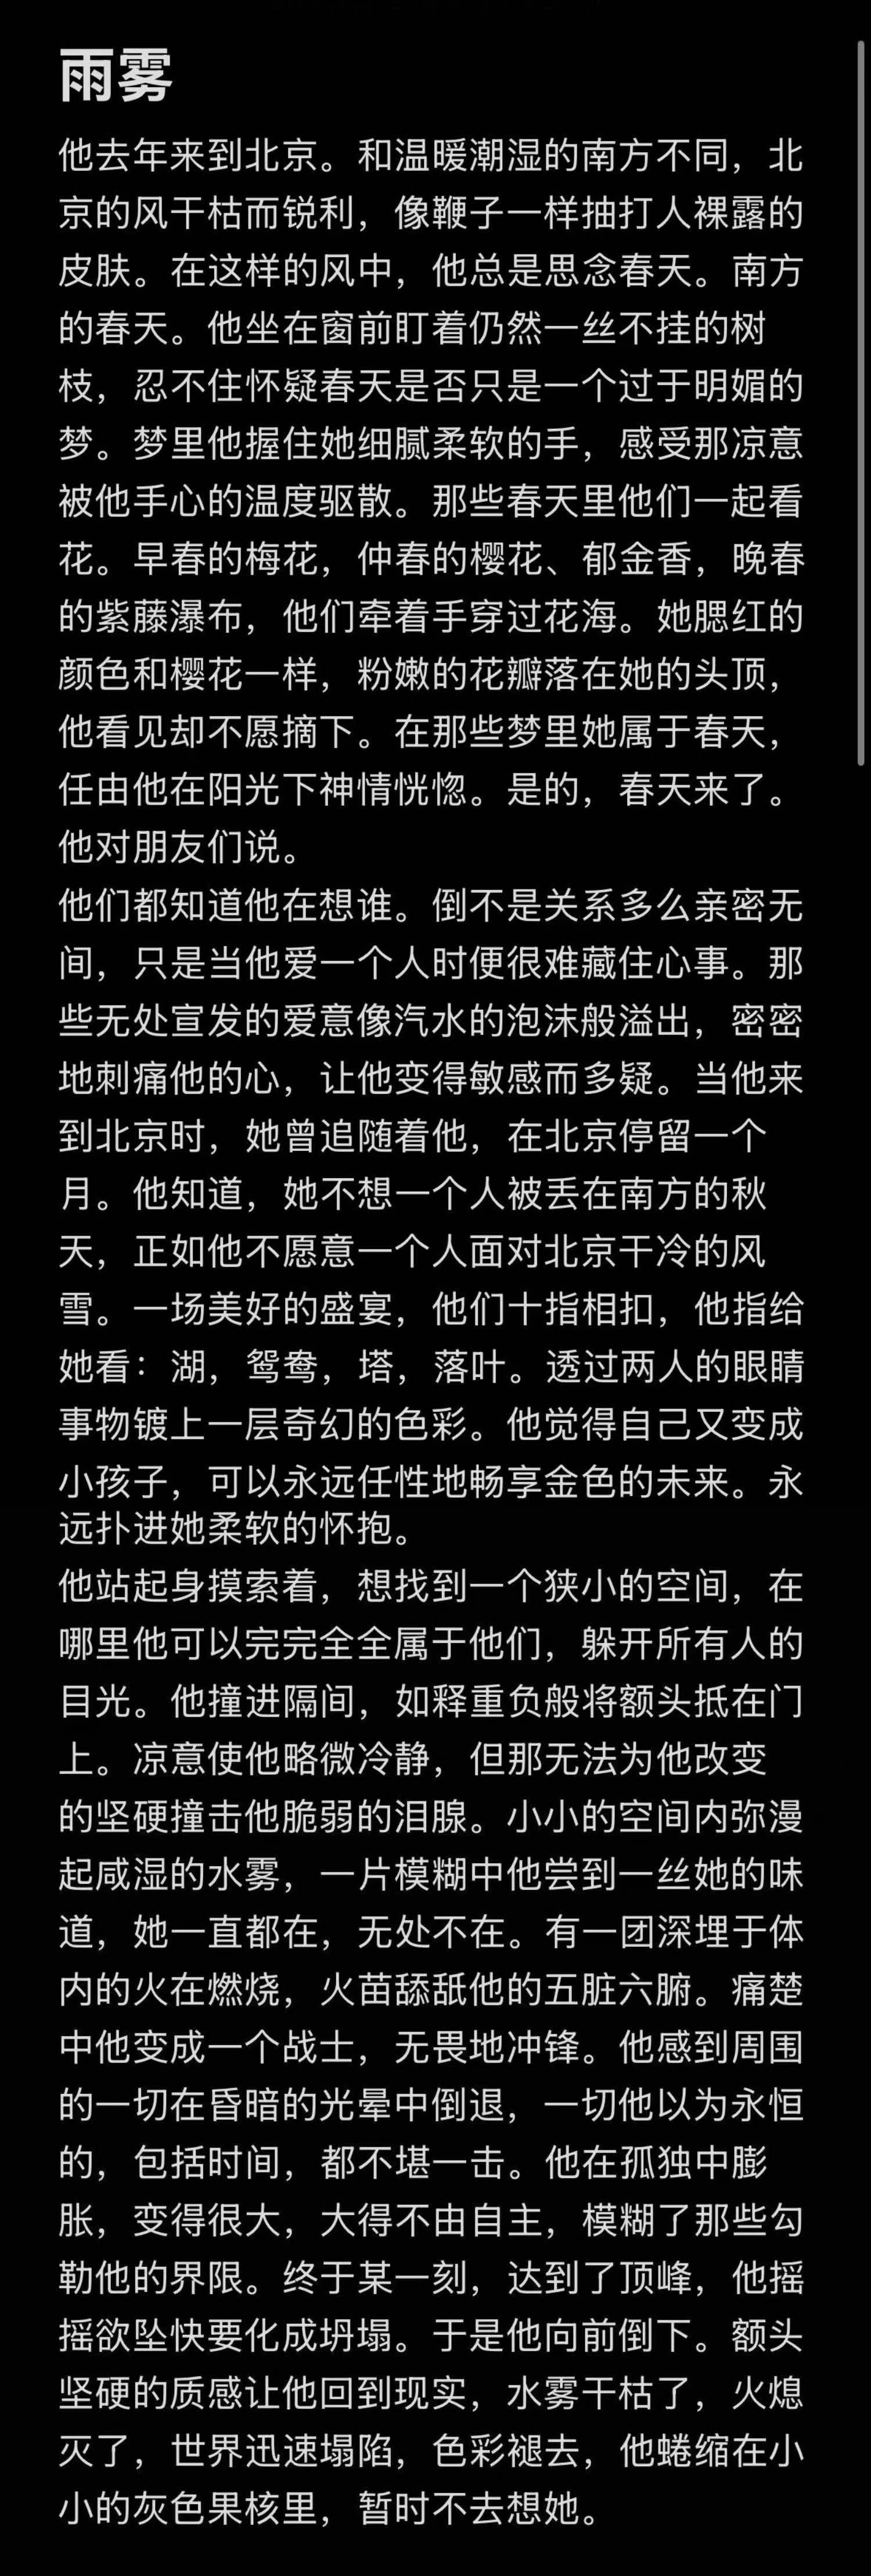 雨雾
他去年来到北京。和温暖潮湿的南方不同，北
京的风干枯而锐利，像鞭子一样抽打人裸露的
皮肤。在这样的风中，他总是思念春天。南方
的春天。他坐在窗前盯着仍然一丝不挂的树
枝，忍不住怀疑春天是否只是一个过于明媚的
梦。梦里他握住她细腻柔软的手，感受那凉意
被他手心的温度驱散。那些春天里他们一起看
花。早春的梅花，仲春的樱花、郁金香，晚春
的紫藤瀑布，他们牵着手穿过花海。她腮红的
颜色和樱花一样，粉嫩的花瓣落在她的头顶，
他看见却不愿摘下。在那些梦里她属于春天，
任由他在阳光下神情恍惚。是的，春天来了。
他对朋友们说。
他们都知道他在想谁。倒不是关系多么亲密无
间，只是当他爱一个人时便很难藏住心事。那
些无处宣发的爱意像汽水的泡沫般溢出，密密
地刺痛他的心，让他变得敏感而多疑。当他来
到北京时，她曾追随着他，在北京停留一个
月。他知道，她不想一个人被丢在南方的秋
天，正如他不愿意一个人面对北京干冷的风
雪。一场美好的盛宴，他们十指相扣，他指给
她看：湖，鸳鸯，塔，落叶。透过两人的眼睛
事物镀上一层奇幻的色彩。他觉得自己又变成
小孩子，可以永远任性地畅享金色的未来。永
远扑进她柔软的怀抱。
他站起身摸索着，想找到一个狭小的空间，在
哪里他可以完完全全属于他们，躲开所有人的
目光。他撞进隔间，如释重负般将额头抵在门
上。凉意使他略微冷静，但那无法为他改变
的坚硬撞击他脆弱的泪腺。小小的空间内弥漫
起咸湿的水雾，一片模糊中他尝到一丝她的味
道，她一直都在，无处不在。有一团深埋于体
内的火在燃烧，火苗舔舐他的五脏六腑。痛楚
中他变成一个战士，无畏地冲锋。他感到周围
的一切在昏暗的光晕中倒退，一切他以为永恒
的，包括时间，都不堪一击。他在孤独中膨
胀，变得很大，大得不由自主，模糊了那些勾
勒他的界限。终于某一刻，达到了顶峰，他摇
摇欲坠快要化成坍塌。于是他向前倒下。额头
坚硬的质感让他回到现实，水雾干枯了，火熄
灭了，世界迅速塌陷，色彩褪去，他蜷缩在小
小的灰色果核里，暂时不去想她。